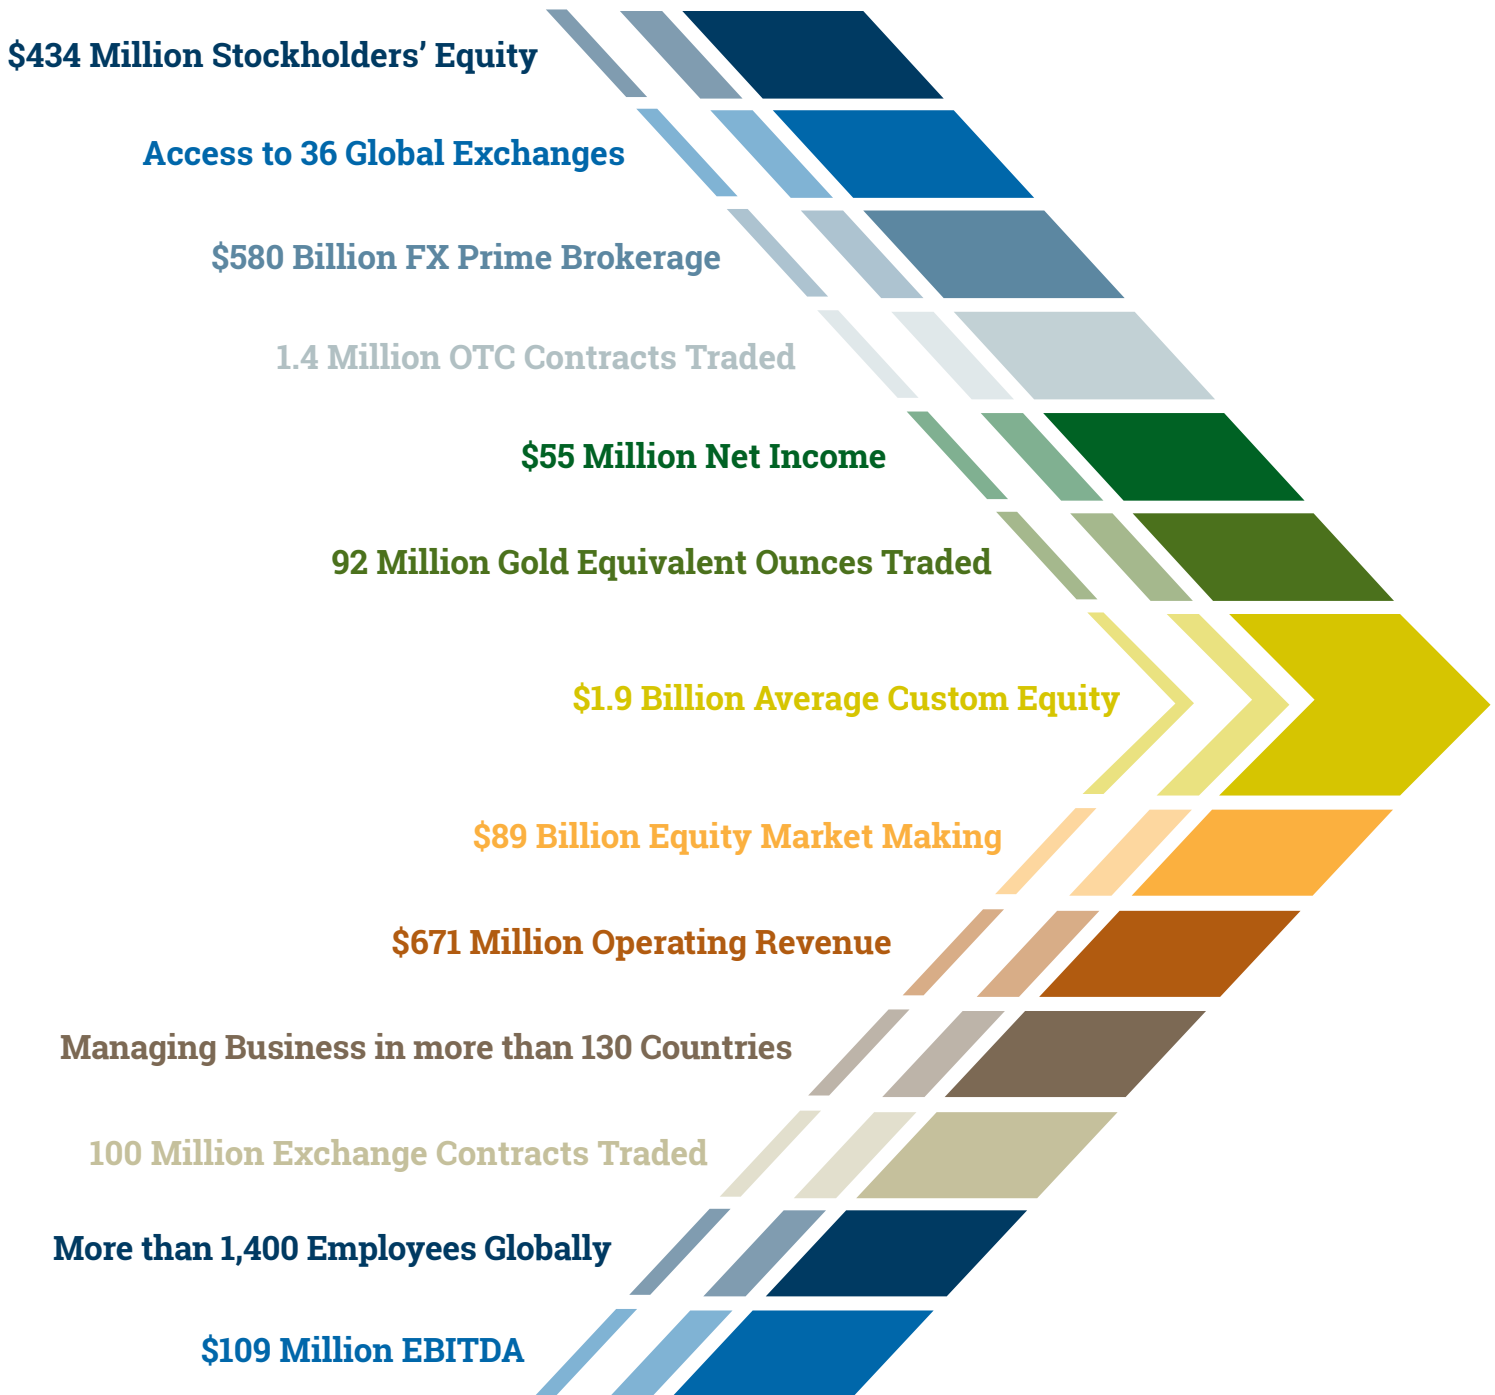 $434 Million Stockholders’ Equity
Access to 36 Global Exchanges
$580 Billion FX Prime Brokerage
1.4 Million OTC Contracts Traded
$55 Million Net Income
92 Million Gold Equivalent Ounces Traded
$1.9 Billion Average Custom Equity
$89 Billion Equity Market Making
$671 Million Operating Revenue
Managing Business in more than 130 Countries
100 Million Exchange Contracts Traded
More than 1,400 Employees Globally
$109 Million EBITDA